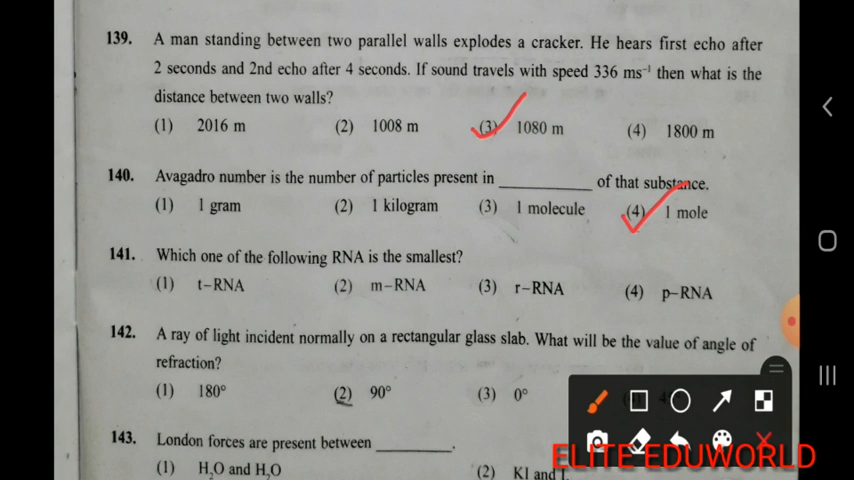 139. A man standing between two parallel walls explodes a cracker. He hears first echo after
2 seconds and 2nd echo after 4 seconds. If sound travels with speed 336 ms⁻¹ then what is the
distance between two walls?
(1) 2016 m (2) 1008 m (3) 1080 m (4) 1800 m
140. Avagadro number is the number of particles present in __________ of that substance.
(1) 1 gram (2) 1 kilogram (3) 1 molecule (4) 1 mole
141. Which one of the following RNA is the smallest?
(1) t-RNA (2) m-RNA (3) r-RNA (4) p-RNA
142. A ray of light incident normally on a rectangular glass slab. What will be the value of angle of
refraction?
(1) 180° (2) 90° (3) 0°
143. London forces are present between ________.
(1) H₂O and H₂O (2) KI and I
ELITE EDUWORLD